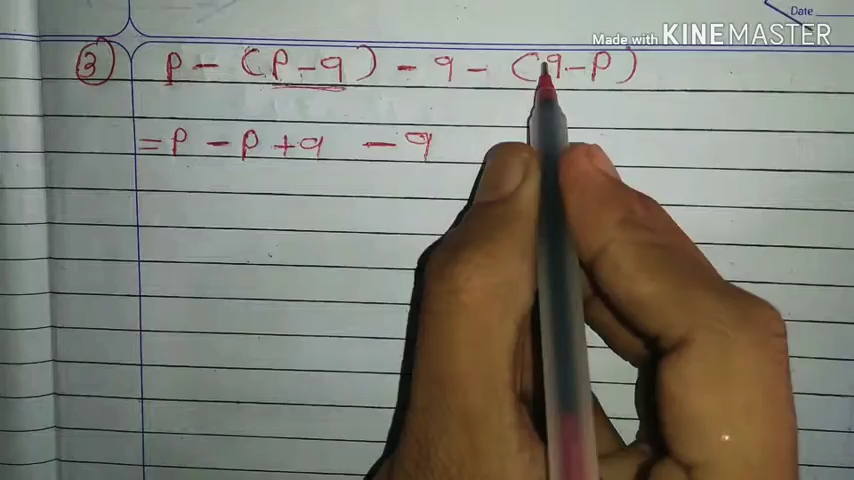 Made with KINEMASTER
Date
③ p - (p - q) - q - (q - p)
= p - p + q - q